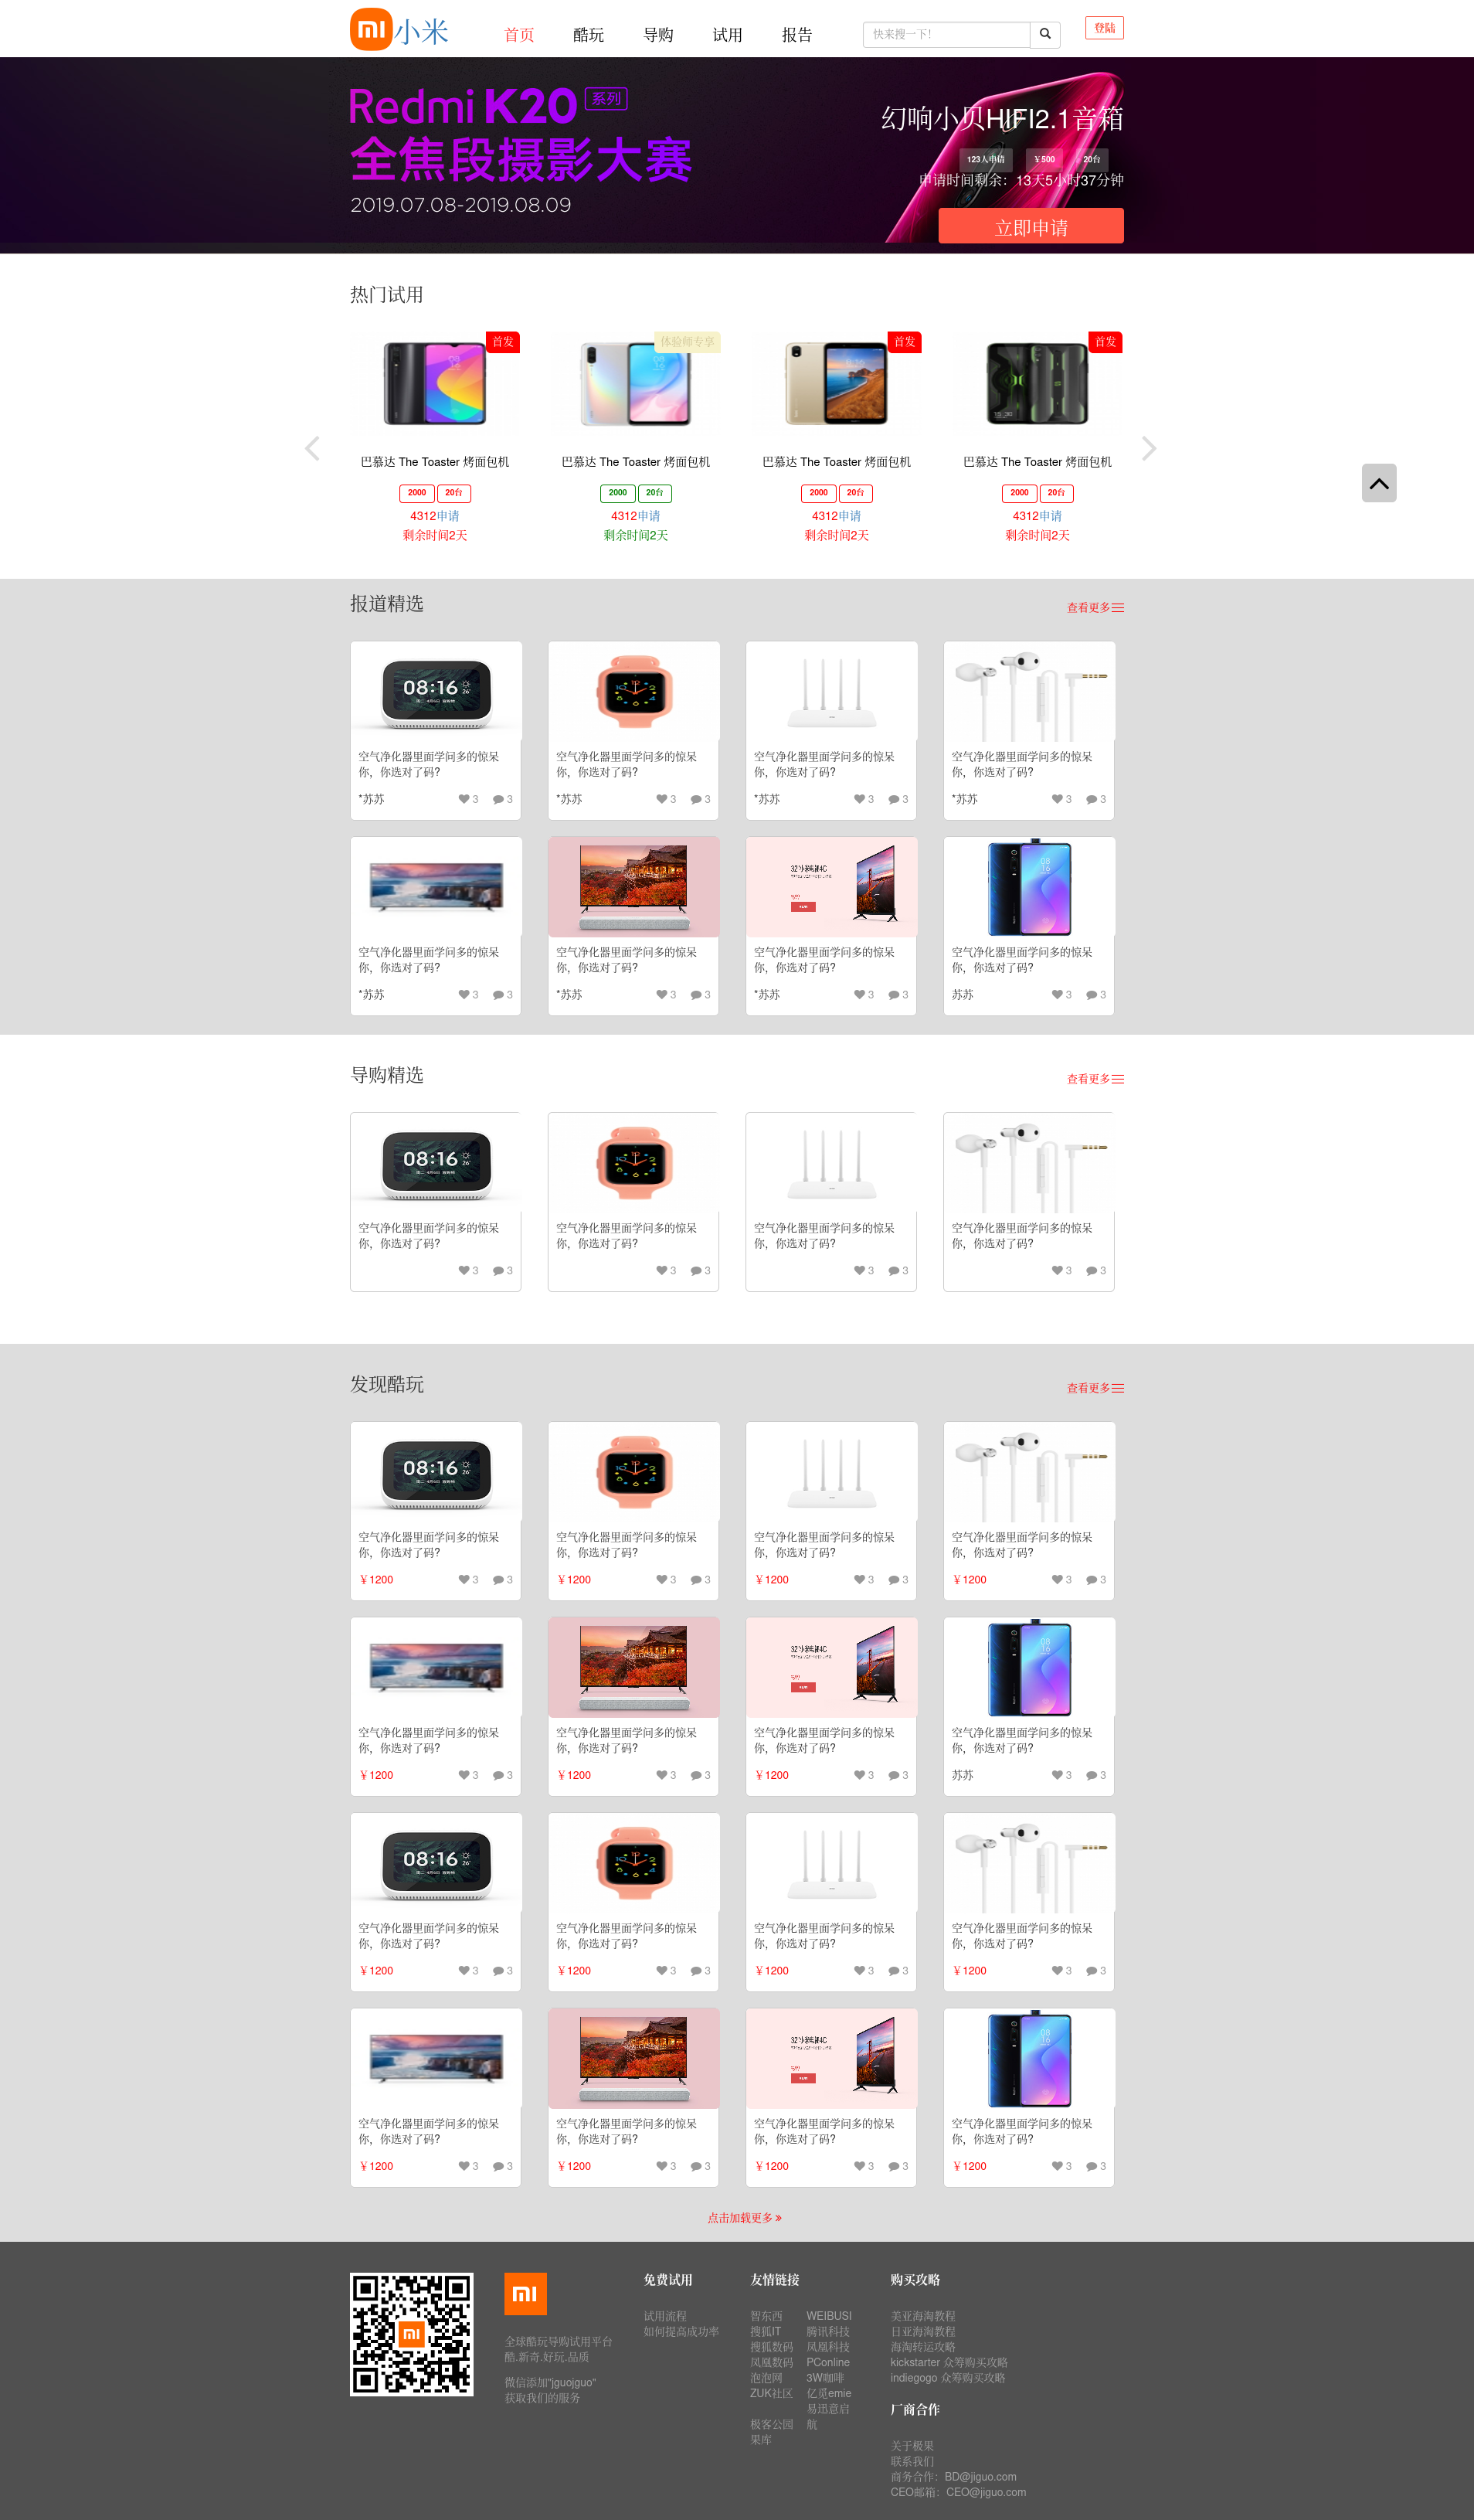 小米
首页 酷玩 导购 试用 报告
快来搜一下!
登陆
Redmi K20 系列
全焦段摄影大赛
2019.07.08-2019.08.09
幻响小贝HIFI2.1音箱
123人申请 ￥500 20台
申请时间剩余：13天5小时37分钟
立即申请
热门试用
首发 体验师专享 首发 首发
巴慕达 The Toaster 烤面包机 巴慕达 The Toaster 烤面包机 巴慕达 The Toaster 烤面包机 巴慕达 The Toaster 烤面包机
2000 20台 2000 20台 2000 20台 2000 20台
4312申请 4312申请 4312申请 4312申请
剩余时间2天 剩余时间2天 剩余时间2天 剩余时间2天
报道精选
查看更多
08:16
空气净化器里面学问多的惊呆 空气净化器里面学问多的惊呆 空气净化器里面学问多的惊呆 空气净化器里面学问多的惊呆
你，你选对了码? 你，你选对了码? 你，你选对了码? 你，你选对了码?
*苏苏 3 3 *苏苏 3 3 *苏苏 3 3 *苏苏 3 3
空气净化器里面学问多的惊呆 空气净化器里面学问多的惊呆 空气净化器里面学问多的惊呆 空气净化器里面学问多的惊呆
你，你选对了码? 你，你选对了码? 你，你选对了码? 你，你选对了码?
*苏苏 3 3 *苏苏 3 3 *苏苏 3 3 苏苏 3 3
导购精选
查看更多
08:16
空气净化器里面学问多的惊呆 空气净化器里面学问多的惊呆 空气净化器里面学问多的惊呆 空气净化器里面学问多的惊呆
你，你选对了码? 你，你选对了码? 你，你选对了码? 你，你选对了码?
3 3 3 3 3 3 3 3
发现酷玩
查看更多
08:16
空气净化器里面学问多的惊呆 空气净化器里面学问多的惊呆 空气净化器里面学问多的惊呆 空气净化器里面学问多的惊呆
你，你选对了码? 你，你选对了码? 你，你选对了码? 你，你选对了码?
￥1200 3 3 ￥1200 3 3 ￥1200 3 3 ￥1200 3 3
空气净化器里面学问多的惊呆 空气净化器里面学问多的惊呆 空气净化器里面学问多的惊呆 空气净化器里面学问多的惊呆
你，你选对了码? 你，你选对了码? 你，你选对了码? 你，你选对了码?
￥1200 3 3 ￥1200 3 3 ￥1200 3 3 苏苏 3 3
08:16
空气净化器里面学问多的惊呆 空气净化器里面学问多的惊呆 空气净化器里面学问多的惊呆 空气净化器里面学问多的惊呆
你，你选对了码? 你，你选对了码? 你，你选对了码? 你，你选对了码?
￥1200 3 3 ￥1200 3 3 ￥1200 3 3 ￥1200 3 3
空气净化器里面学问多的惊呆 空气净化器里面学问多的惊呆 空气净化器里面学问多的惊呆 空气净化器里面学问多的惊呆
你，你选对了码? 你，你选对了码? 你，你选对了码? 你，你选对了码?
￥1200 3 3 ￥1200 3 3 ￥1200 3 3 ￥1200 3 3
点击加载更多
全球酷玩导购试用平台
酷.新奇.好玩.品质
微信添加"jguojguo"
获取我们的服务
免费试用
试用流程
如何提高成功率
友情链接
智东西 WEIBUSI
搜狐IT 腾讯科技
搜狐数码 凤凰科技
凤凰数码 PConline
泡泡网 3W咖啡
ZUK社区 亿觅emie
易迅意启
极客公园 航
果库
购买攻略
美亚海淘教程
日亚海淘教程
海淘转运攻略
kickstarter 众筹购买攻略
indiegogo 众筹购买攻略
厂商合作
关于极果
联系我们
商务合作：BD@jiguo.com
CEO邮箱：CEO@jiguo.com